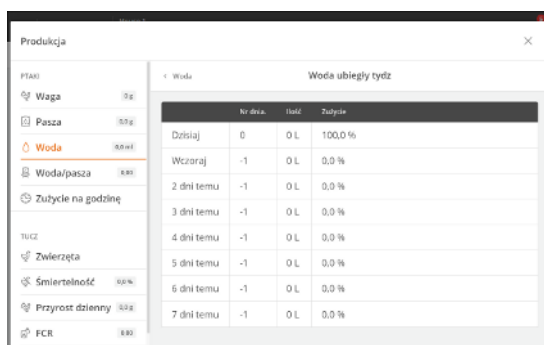 Produkcja
PTAKI
Waga 0 g
Pasza 0,0 g
Woda 0,0 ml
Woda/pasza 0,00
Zużycie na godzinę
TUCZ
Zwierzęta
Śmiertelność 0,0 %
Przyrost dzienny 0,0 g
FCR 0.00
< Woda
Woda ubiegły tydz
Nr dnia. Ilość Zużycie
Dzisiaj 0 0 L 100,0 %
Wczoraj -1 0 L 0,0 %
2 dni temu -1 0 L 0,0 %
3 dni temu -1 0 L 0,0 %
4 dni temu -1 0 L 0,0 %
5 dni temu -1 0 L 0,0 %
6 dni temu -1 0 L 0,0 %
7 dni temu -1 0 L 0,0 %